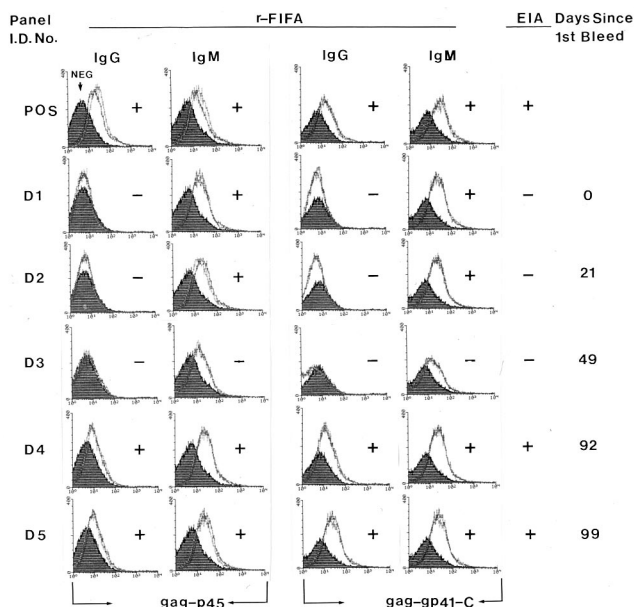 Panel I.D. No. r-FIFA EIA Days Since 1st Bleed
IgG IgM IgG IgM
NEG
POS + + + + +
D1 − + − + − 0
D2 − + − + − 21
D3 − − − − − 49
D4 + + + + + 92
D5 + + + + + 99
gag-p45 gag-gp41-C